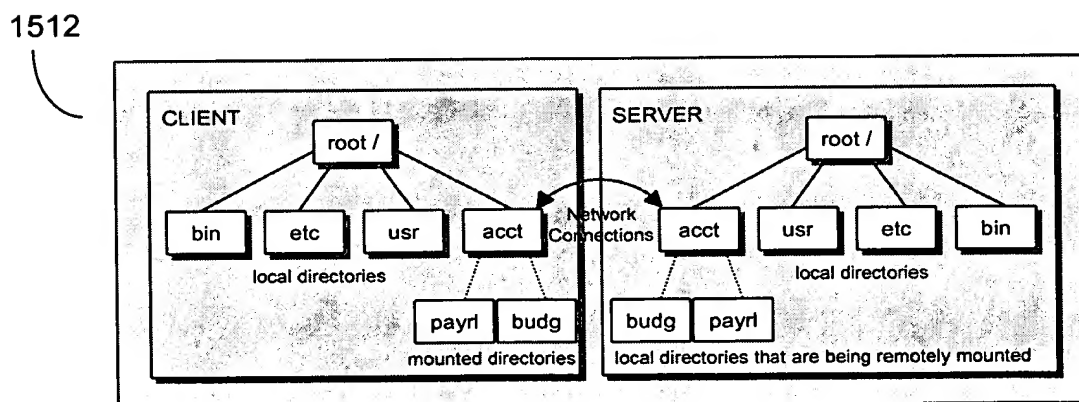 1512
CLIENT
root /
bin
etc
usr
acct
local directories
payrl
budg
mounted directories
Network
Connections
SERVER
root /
acct
usr
etc
bin
local directories
budg
payrl
local directories that are being remotely mounted